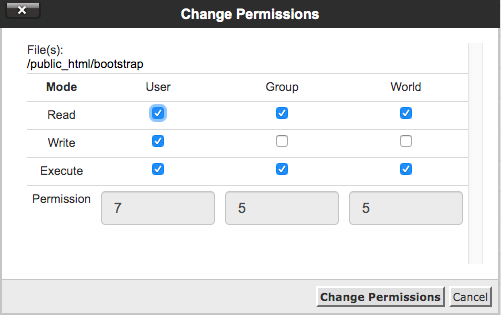 Change Permissions
File(s):
/public_html/bootstrap
Mode User Group World
Read
Write
Execute
Permission 7 5 5
Change Permissions Cancel